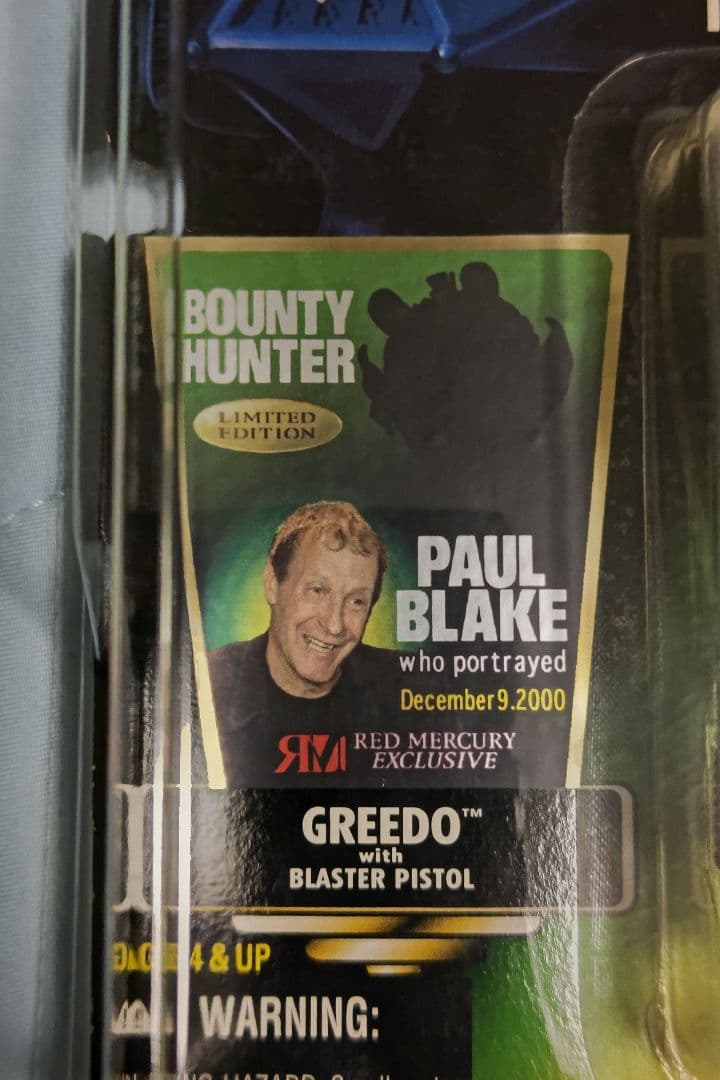 BOUNTY
HUNTER
LIMITED
EDITION
PAUL
BLAKE
who portrayed
December 9.2000
RM RED MERCURY
EXCLUSIVE
GREEDO™
with
BLASTER PISTOL
4 & UP
WARNING: